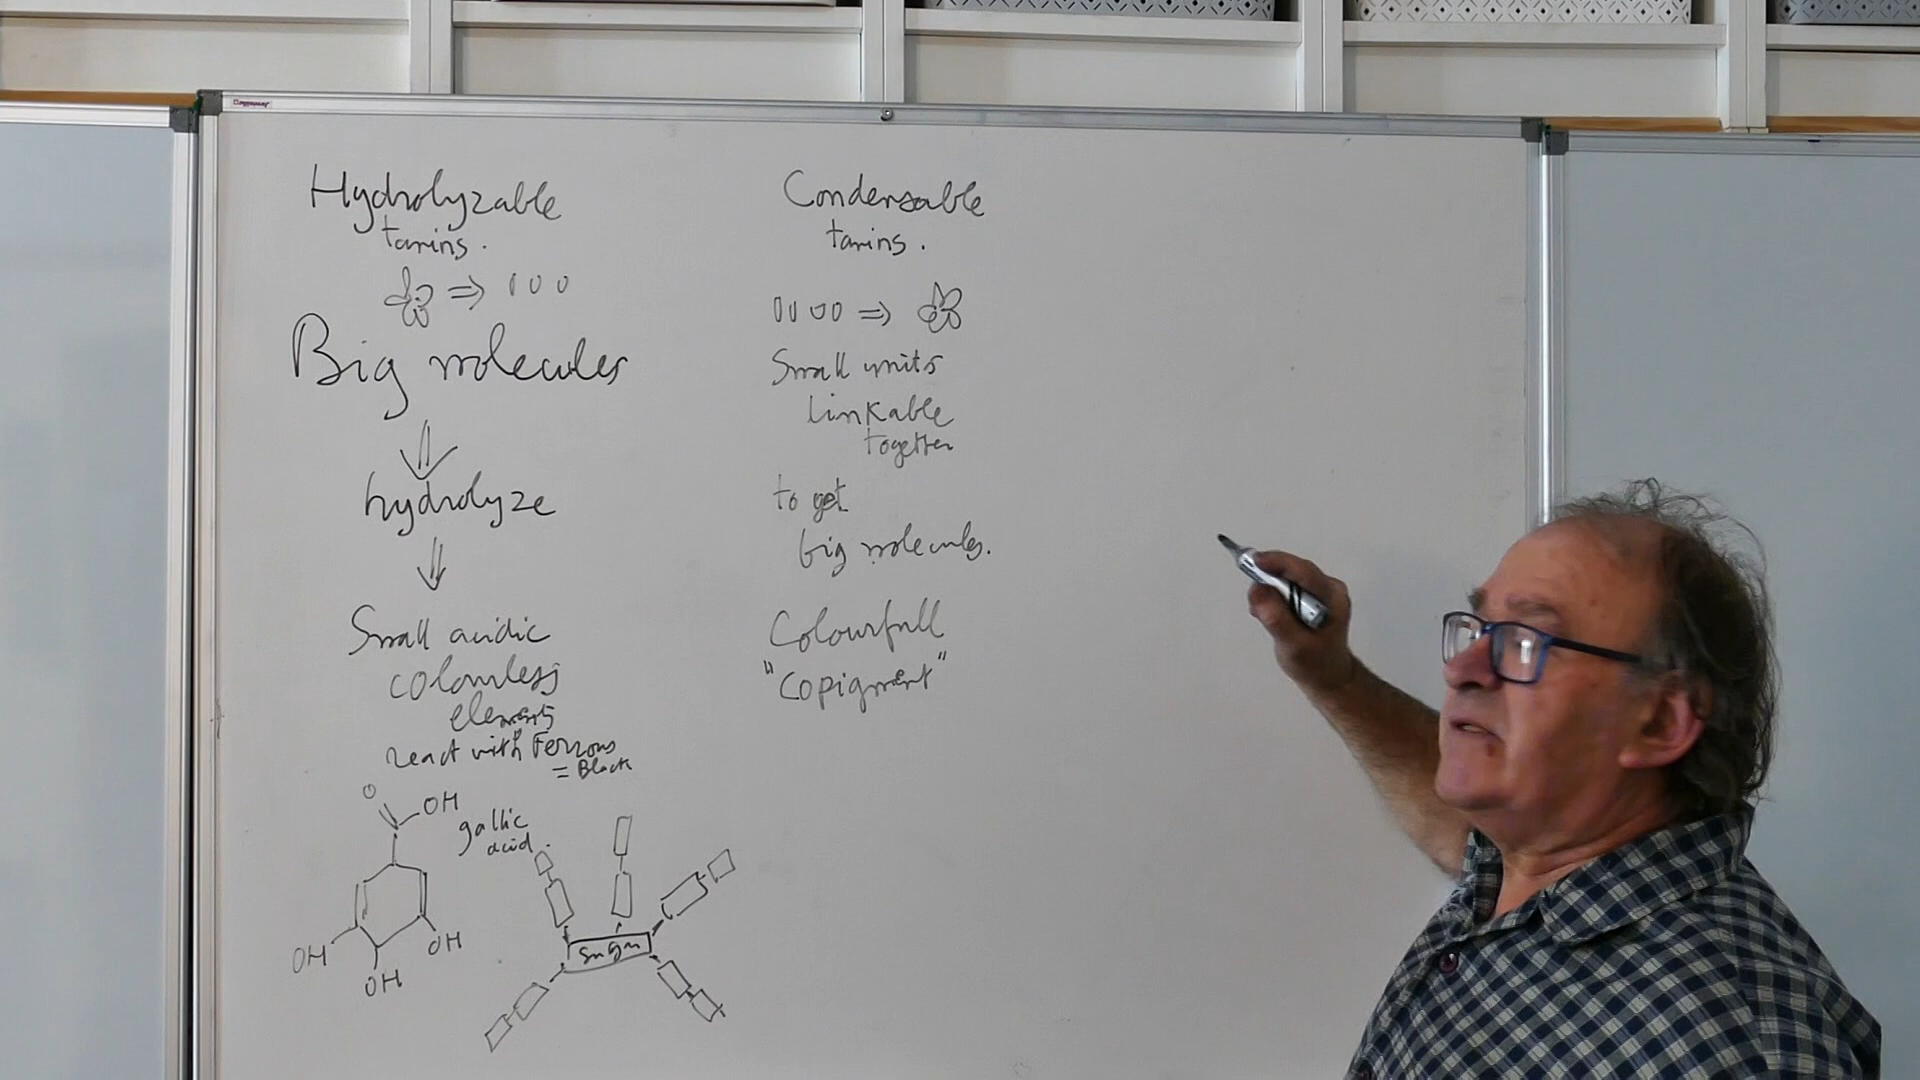 Hydrolyzable
tanins.
Big molecules
hydrolyze
Small acidic
colourless
elements
react with Ferrous
= Black
O
OH
gallic
acid.
OH
OH
OH
Sugar
Condensable
tanins.
Small units
linkable
together
to get
big molecules.
Colourfull
"copigment"